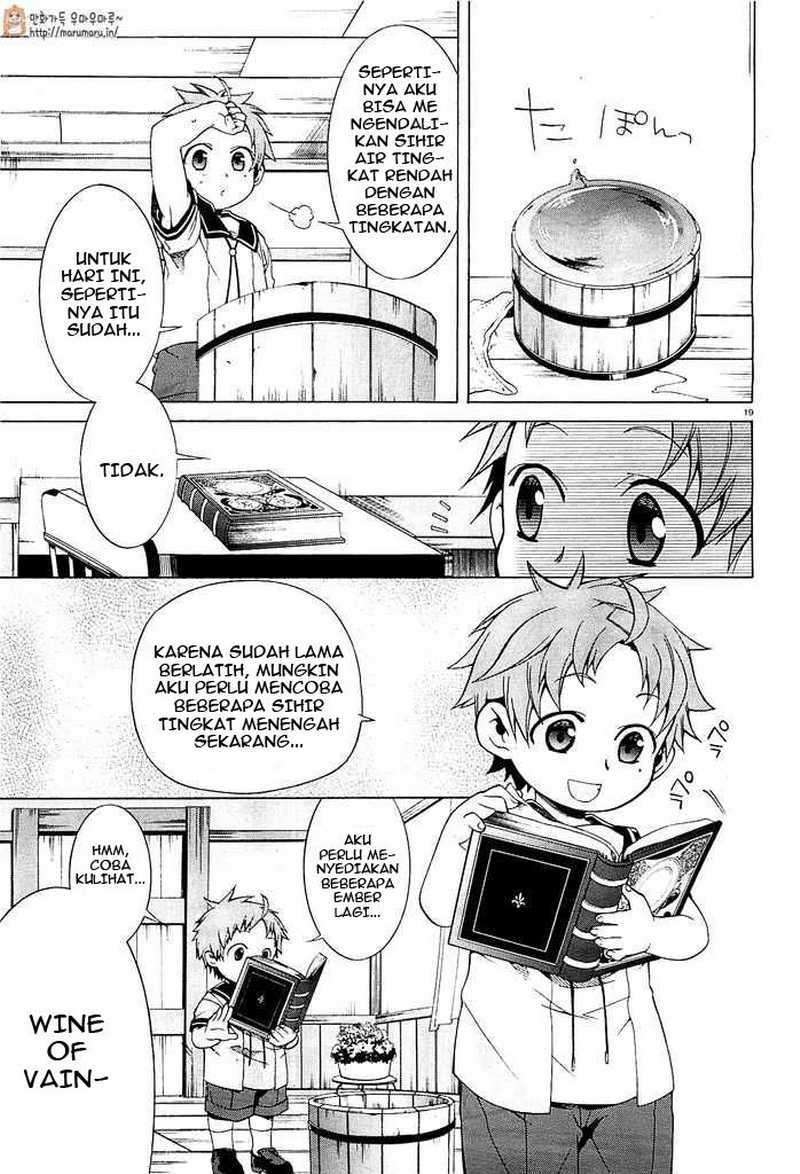 만화가득 우마우마루~
http://marumaru.in/
たぽんっ
SEPERTI-
NYA AKU
BISA ME
NGENDALI-
KAN SIHIR
AIR TING-
KAT RENDAH
DENGAN
BEBERAPA
TINGKATAN.
UNTUK
HARI INI,
SEPERTI-
NYA ITU
SUDAH...
19
TIDAK.
KARENA SUDAH LAMA
BERLATIH, MUNGKIN
AKU PERLU MENCOBA
BEBERAPA SIHIR
TINGKAT MENENGAH
SEKARANG...
AKU
PERLU ME-
NYEDIAKAN
BEBERAPA
EMBER
LAGI...
HMM,
COBA
KULIHAT...
WINE
OF
VAIN-